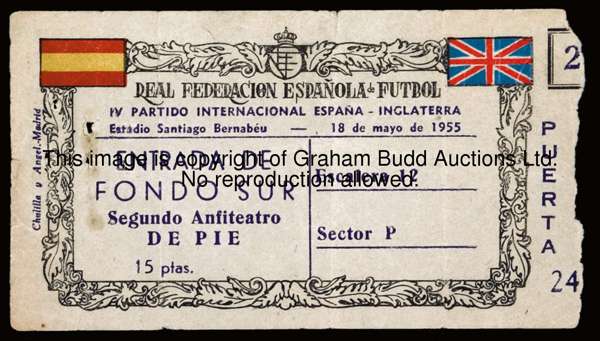 REAL FEDERACION ESPAÑOLA de FUTBOL
IV PARTIDO INTERNACIONAL ESPAÑA - INGLATERRA
Estadio Santiago Bernabéu — 18 de mayo de 1955
This image is copyright of Graham Budd Auctions Ltd.
No reproduction allowed.
ENTRADA DE
FONDO SUR
Segundo Anfiteatro
DE PIE
15 ptas.
Escalera 12
Sector P
2
PUERTA
24
Chulilla y Angel-Madrid